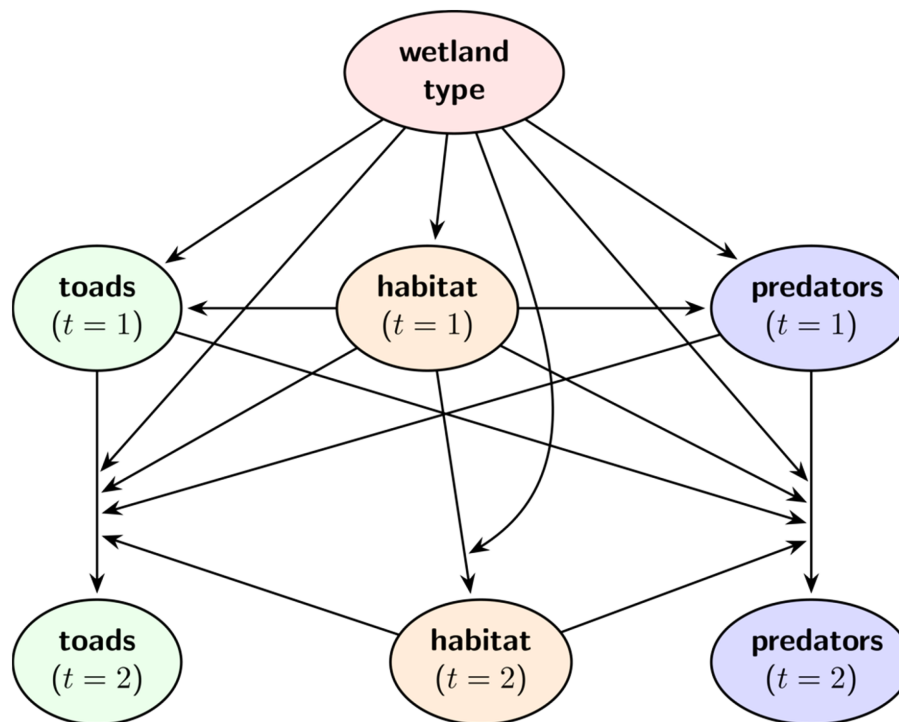 wetland
type
toads
(t = 1)
habitat
(t = 1)
predators
(t = 1)
toads
(t = 2)
habitat
(t = 2)
predators
(t = 2)